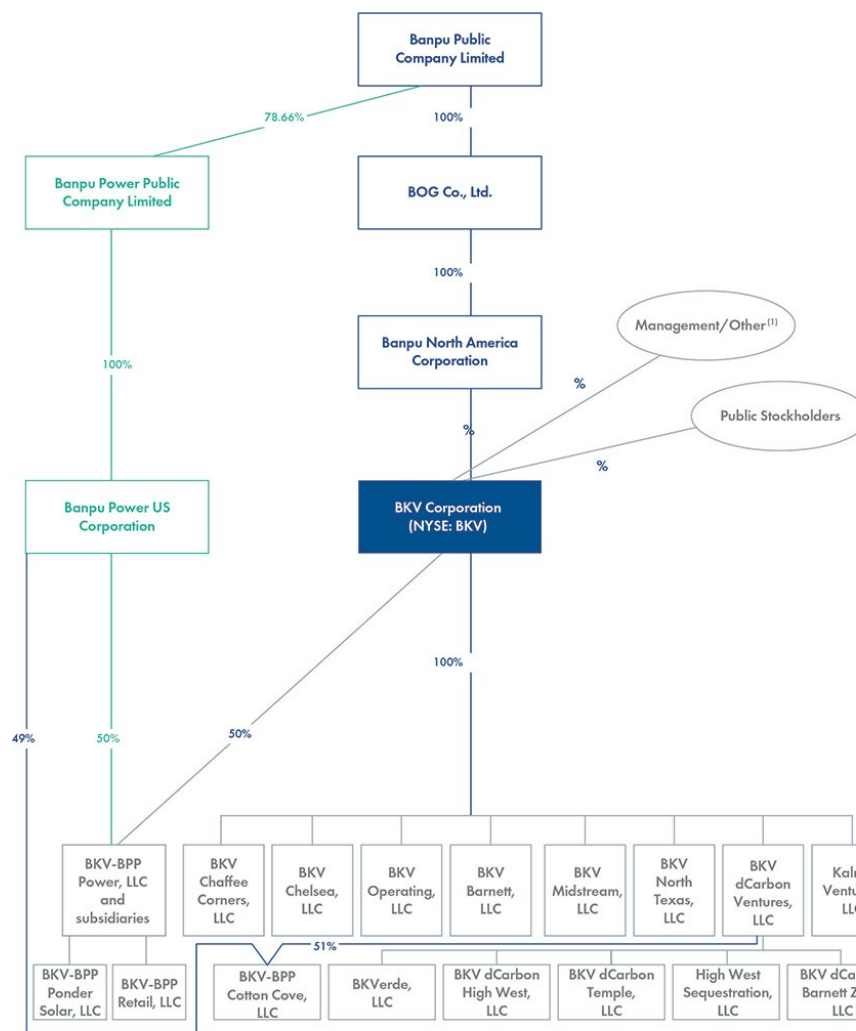 Banpu Public
Company Limited
78.66%
100%
Banpu Power Public
Company Limited
BOG Co., Ltd.
100%
Management/Other(1)
Banpu North America
Corporation
100%
%
Public Stockholders
%
%
Banpu Power US
Corporation
BKV Corporation
(NYSE: BKV)
100%
49%
50%
50%
BKV-BPP
Power, LLC
and
subsidiaries
BKV
Chaffee
Corners,
LLC
BKV
Chelsea,
LLC
BKV
Operating,
LLC
BKV
Barnett,
LLC
BKV
Midstream,
LLC
BKV
North
Texas,
LLC
BKV
dCarbon
Ventures,
LLC
LLC
51%
BKV-BPP
Ponder
Solar, LLC
BKV-BPP
Retail, LLC
BKV-BPP
Cotton Cove,
LLC
BKVerde,
LLC
BKV dCarbon
High West,
LLC
BKV dCarbon
Temple,
LLC
High West
Sequestration,
LLC
BKV
Barnett
LLC